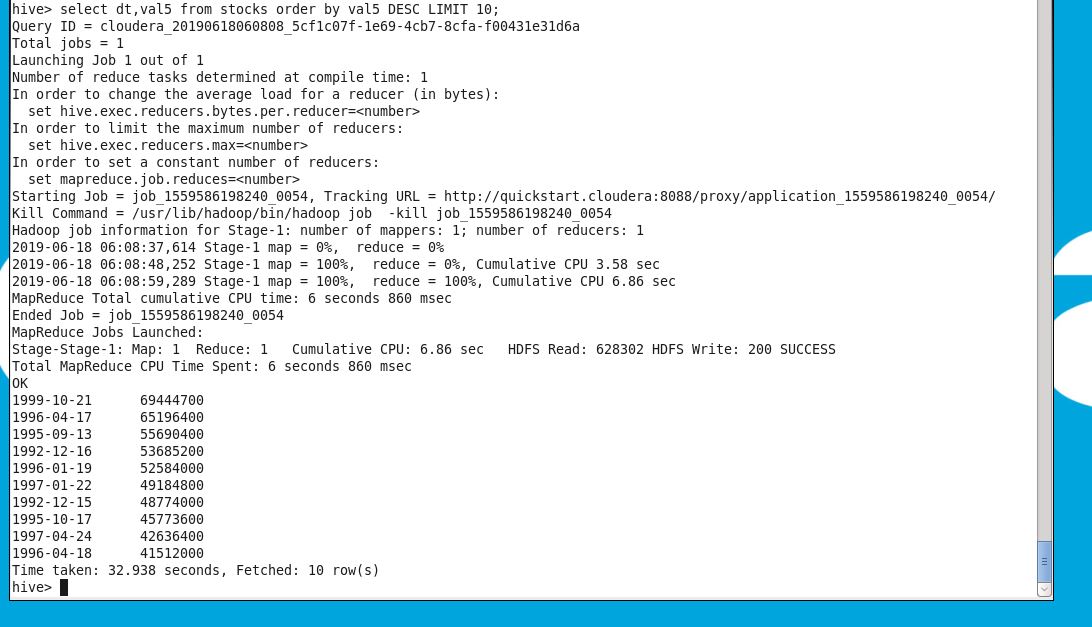 hive> select dt,val5 from stocks order by val5 DESC LIMIT 10;
Query ID = cloudera_20190618060808_5cf1c07f-1e69-4cb7-8cfa-f00431e31d6a
Total jobs = 1
Launching Job 1 out of 1
Number of reduce tasks determined at compile time: 1
In order to change the average load for a reducer (in bytes):
  set hive.exec.reducers.bytes.per.reducer=<number>
In order to limit the maximum number of reducers:
  set hive.exec.reducers.max=<number>
In order to set a constant number of reducers:
  set mapreduce.job.reduces=<number>
Starting Job = job_1559586198240_0054, Tracking URL = http://quickstart.cloudera:8088/proxy/application_1559586198240_0054/
Kill Command = /usr/lib/hadoop/bin/hadoop job  -kill job_1559586198240_0054
Hadoop job information for Stage-1: number of mappers: 1; number of reducers: 1
2019-06-18 06:08:37,614 Stage-1 map = 0%,  reduce = 0%
2019-06-18 06:08:48,252 Stage-1 map = 100%,  reduce = 0%, Cumulative CPU 3.58 sec
2019-06-18 06:08:59,289 Stage-1 map = 100%,  reduce = 100%, Cumulative CPU 6.86 sec
MapReduce Total cumulative CPU time: 6 seconds 860 msec
Ended Job = job_1559586198240_0054
MapReduce Jobs Launched:
Stage-Stage-1: Map: 1  Reduce: 1   Cumulative CPU: 6.86 sec   HDFS Read: 628302 HDFS Write: 200 SUCCESS
Total MapReduce CPU Time Spent: 6 seconds 860 msec
OK
1999-10-21      69444700
1996-04-17      65196400
1995-09-13      55690400
1992-12-16      53685200
1996-01-19      52584000
1997-01-22      49184800
1992-12-15      48774000
1995-10-17      45773600
1997-04-24      42636400
1996-04-18      41512000
Time taken: 32.938 seconds, Fetched: 10 row(s)
hive>